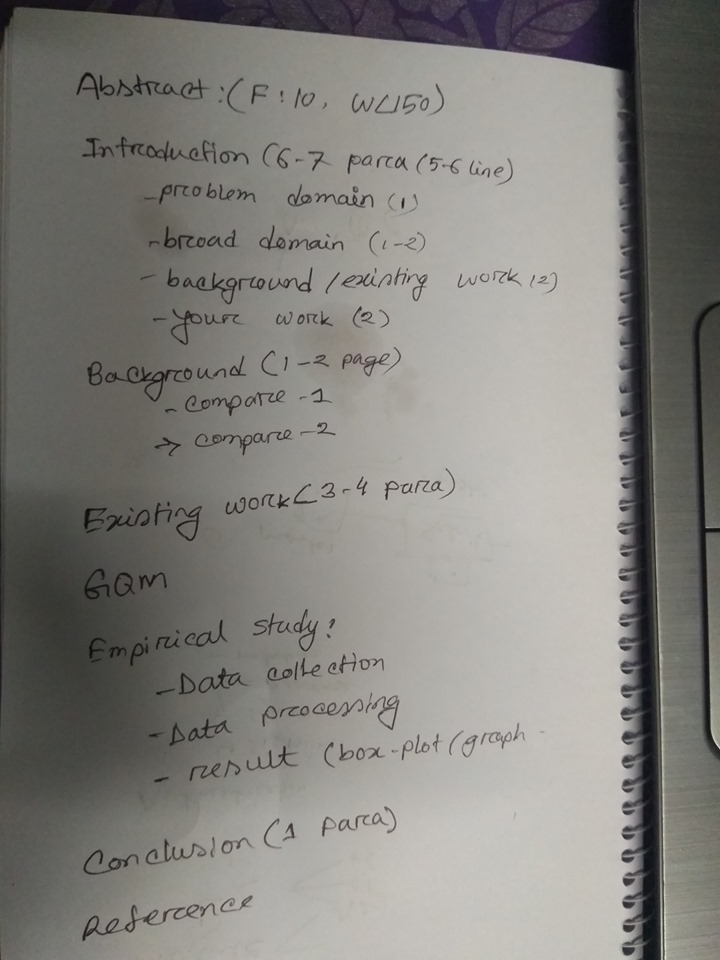 Abstract:(F:10, W<150)
Introduction (6-7 para (5-6 line)
- problem domain (1)
- broad domain (1-2)
- background/existing work (2)
- your work (2)
Background (1-2 page)
- compare -1
→ compare -2
Existing work (3-4 para)
GQM
Empirical study:
- Data collection
- Data processing
- result (box-plot/graph -
Conclusion (1 para)
Reference